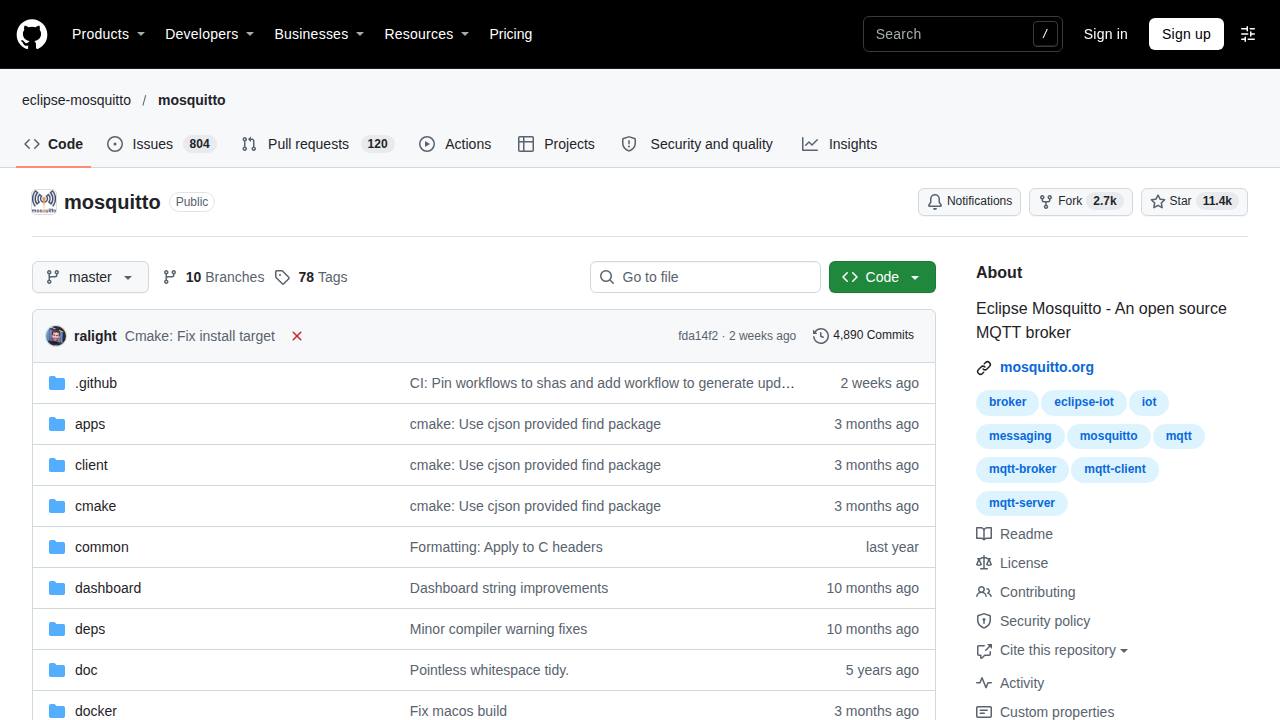 Products Developers Businesses Resources Pricing Search / Sign in Sign up
eclipse-mosquitto / mosquitto
Code Issues 804 Pull requests 120 Actions Projects Security and quality Insights
mosquitto Public Notifications Fork 2.7k Star 11.4k
master 10 Branches 78 Tags Go to file Code
ralight Cmake: Fix install target fda14f2 · 2 weeks ago 4,890 Commits
.github CI: Pin workflows to shas and add workflow to generate upd… 2 weeks ago
apps cmake: Use cjson provided find package 3 months ago
client cmake: Use cjson provided find package 3 months ago
cmake cmake: Use cjson provided find package 3 months ago
common Formatting: Apply to C headers last year
dashboard Dashboard string improvements 10 months ago
deps Minor compiler warning fixes 10 months ago
doc Pointless whitespace tidy. 5 years ago
docker Fix macos build 3 months ago
About
Eclipse Mosquitto - An open source
MQTT broker
mosquitto.org
broker eclipse-iot iot
messaging mosquitto mqtt
mqtt-broker mqtt-client
mqtt-server
Readme
License
Contributing
Security policy
Cite this repository
Activity
Custom properties